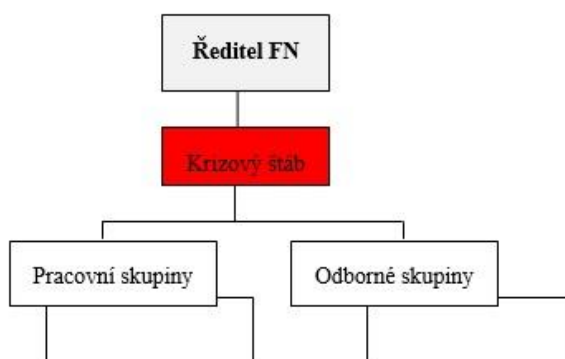 Ředitel FN
Krizový štáb
Pracovní skupiny
Odborné skupiny